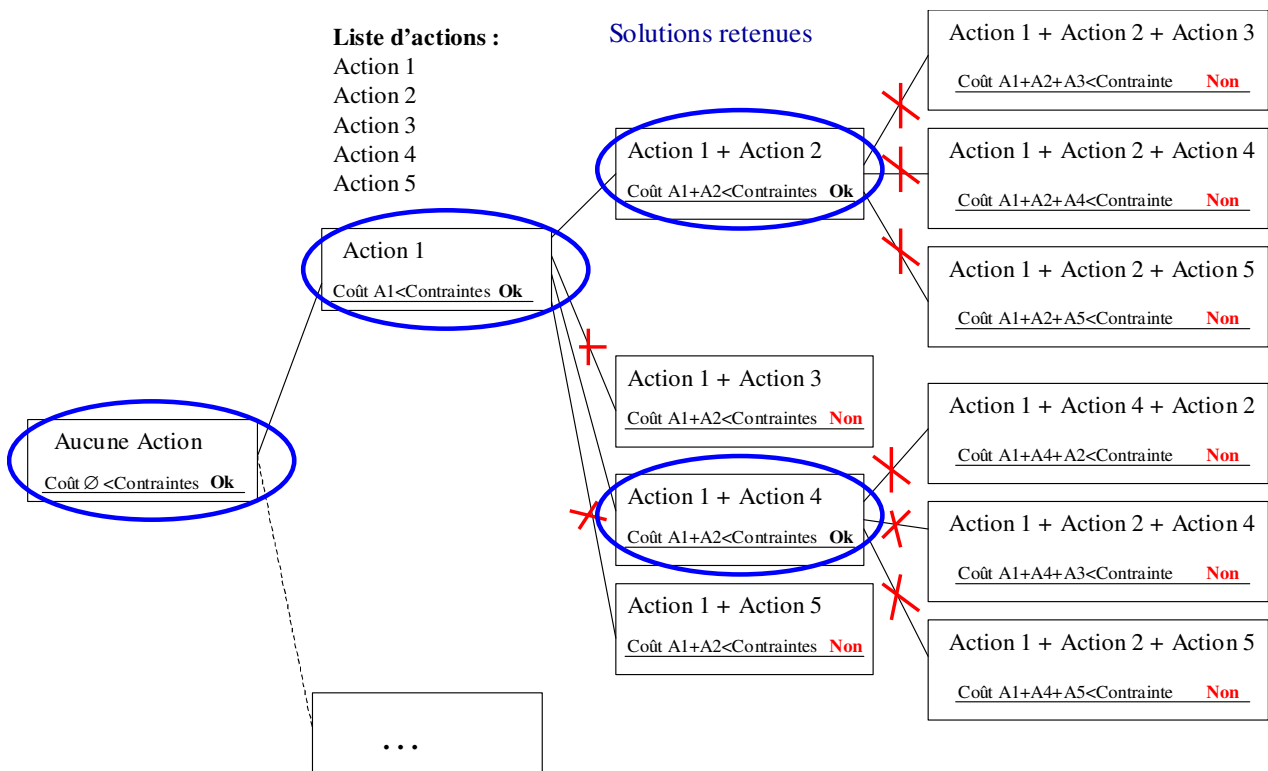 Liste d'actions :
Action 1
Action 2
Action 3
Action 4
Action 5
Solutions retenues
Aucune Action
Coût ∅ <Contraintes Ok
Action 1
Coût A1<Contraintes Ok
...
Action 1 + Action 2
Coût A1+A2<Contraintes Ok
Action 1 + Action 3
Coût A1+A2<Contraintes Non
Action 1 + Action 4
Coût A1+A2<Contraintes Ok
Action 1 + Action 5
Coût A1+A2<Contraintes Non
Action 1 + Action 2 + Action 3
Coût A1+A2+A3<Contrainte Non
Action 1 + Action 2 + Action 4
Coût A1+A2+A4<Contrainte Non
Action 1 + Action 2 + Action 5
Coût A1+A2+A5<Contrainte Non
Action 1 + Action 4 + Action 2
Coût A1+A4+A2<Contrainte Non
Action 1 + Action 2 + Action 4
Coût A1+A4+A3<Contrainte Non
Action 1 + Action 2 + Action 5
Coût A1+A4+A5<Contrainte Non